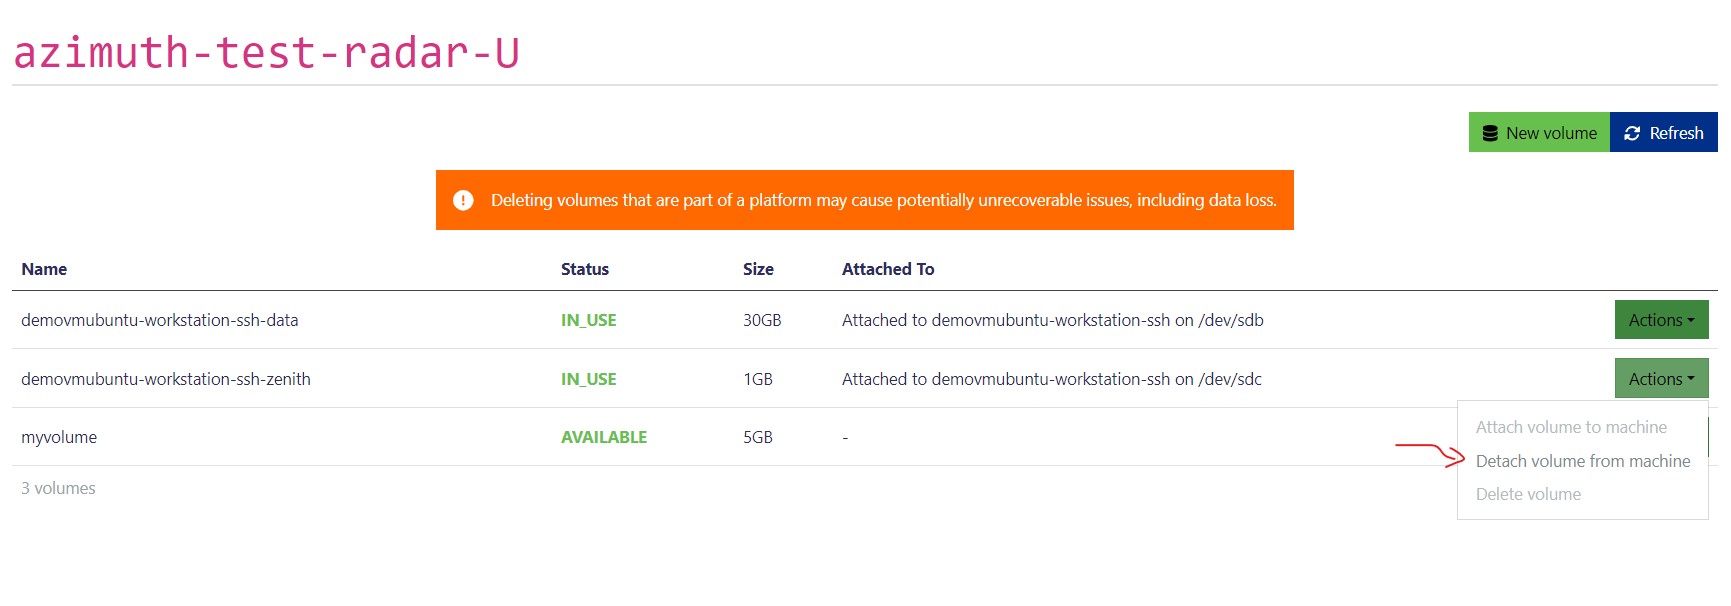 azimuth-test-radar-U
New volume Refresh
Deleting volumes that are part of a platform may cause potentially unrecoverable issues, including data loss.
Name Status Size Attached To
demovmubuntu-workstation-ssh-data IN_USE 30GB Attached to demovmubuntu-workstation-ssh on /dev/sdb Actions
demovmubuntu-workstation-ssh-zenith IN_USE 1GB Attached to demovmubuntu-workstation-ssh on /dev/sdc Actions
myvolume AVAILABLE 5GB -
3 volumes
Attach volume to machine
Detach volume from machine
Delete volume